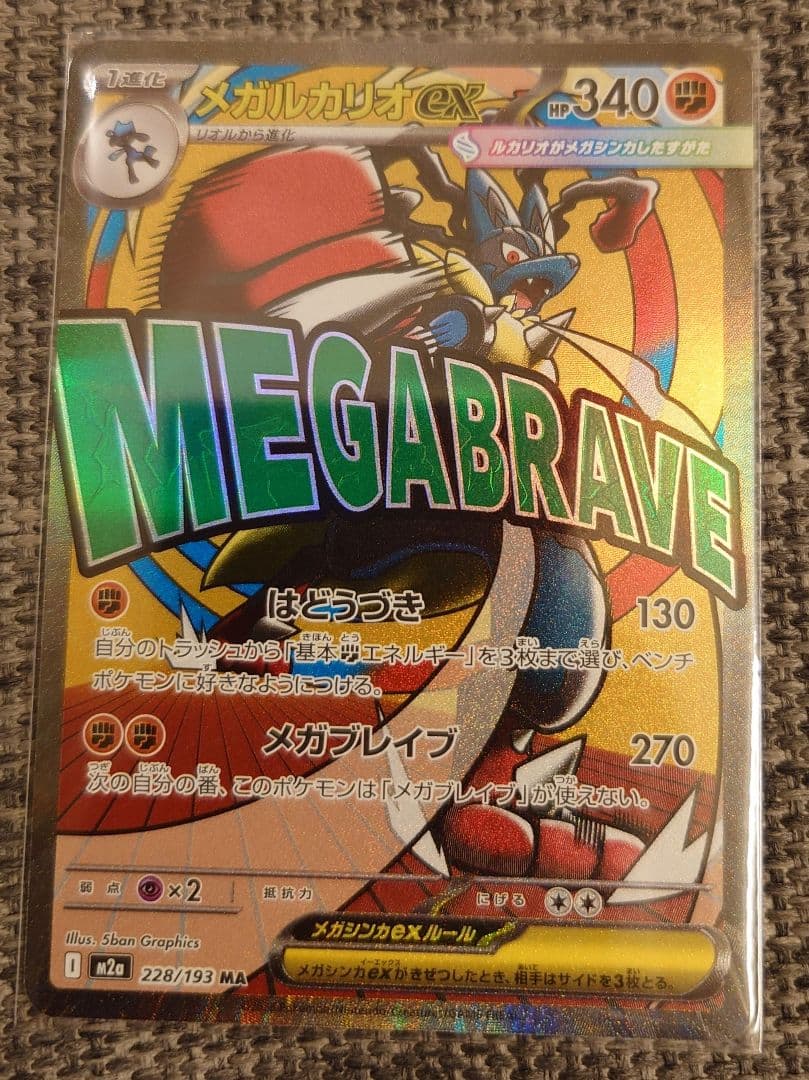 1進化
メガルカリオex
HP340
リオルから進化
ルカリオがメガシンカしたすがた
MEGABRAVE
はどうづき 130
自分のトラッシュから「基本エネルギー」を3枚まで選び、ベンチ
ポケモンに好きなようにつける。
メガブレイブ 270
次の自分の番、このポケモンは「メガブレイブ」が使えない。
弱点 ×2 抵抗力 にげる
Illus. 5ban Graphics
メガシンカexルール
I m2a 228/193 MA
メガシンカexがきぜつしたとき、相手はサイドを3枚とる。